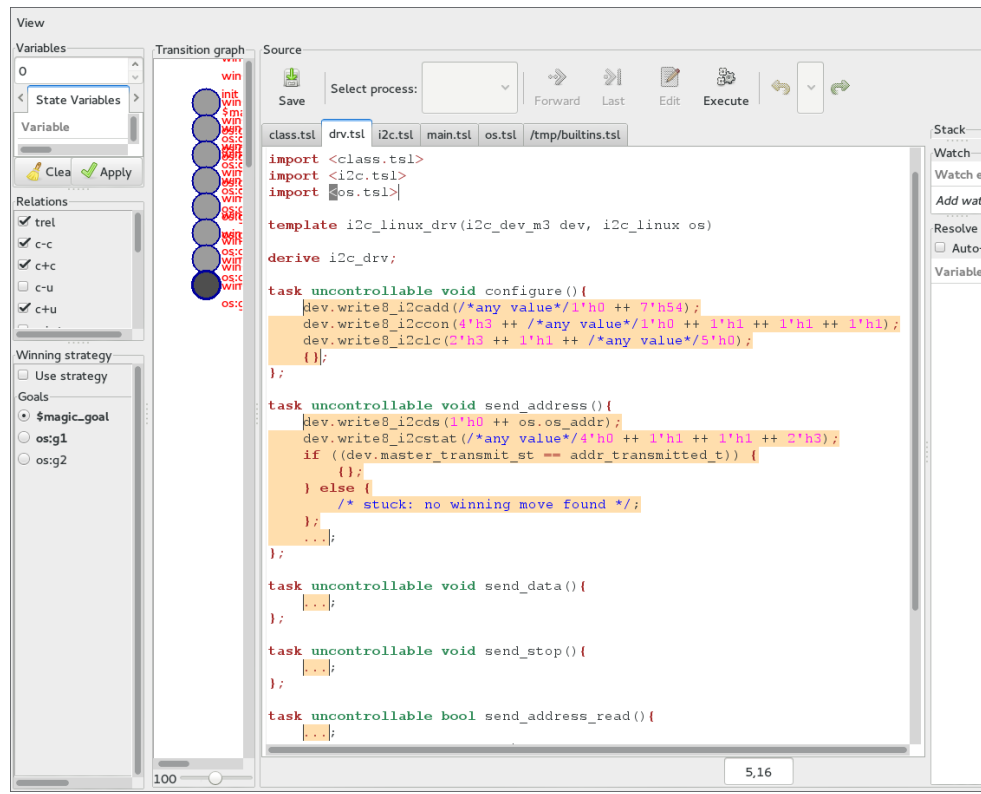 View
Variables
0
State Variables
Variable
Clea
Apply
Relations
trel
c-c
c+c
c-u
c+u
Winning strategy
Use strategy
Goals
$magic_goal
os:g1
os:g2
Transition graph
win
init
win
100
Source
Save
Select process:
Forward
Last
Edit
Execute
class.tsl drv.tsl i2c.tsl main.tsl os.tsl /tmp/builtins.tsl
import <class.tsl>
import <i2c.tsl>
import <os.tsl>
template i2c_linux_drv(i2c_dev_m3 dev, i2c_linux os)
derive i2c_drv;
task uncontrollable void configure(){
dev.write8_i2cadd(/*any value*/1'h0 ++ 7'h54);
dev.write8_i2ccon(4'h3 ++ /*any value*/1'h0 ++ 1'h1 ++ 1'h1 ++ 1'h1);
dev.write8_i2clc(2'h3 ++ 1'h1 ++ /*any value*/5'h0);
{};
};
task uncontrollable void send_address(){
dev.write8_i2cds(1'h0 ++ os.os_addr);
dev.write8_i2cstat(/*any value*/4'h0 ++ 1'h1 ++ 1'h1 ++ 2'h3);
if ((dev.master_transmit_st == addr_transmitted_t)) {
{};
} else {
/* stuck: no winning move found */;
};
...;
};
task uncontrollable void send_data(){
...;
};
task uncontrollable void send_stop(){
...;
};
task uncontrollable bool send_address_read(){
...;
5,16
Stack
Watch
Watch e
Add wat
Resolve
Auto-
Variable